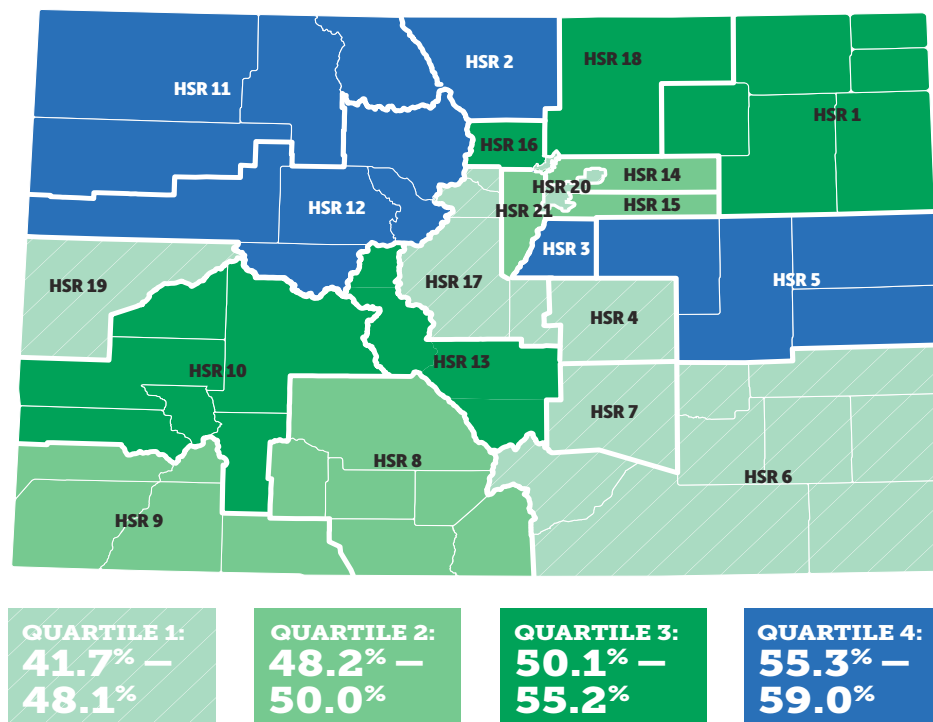 HSR 11
HSR 2
HSR 18
HSR 1
HSR 16
HSR 14
HSR 20
HSR 15
HSR 21
HSR 12
HSR 3
HSR 5
HSR 19
HSR 17
HSR 4
HSR 10
HSR 13
HSR 7
HSR 8
HSR 6
HSR 9
QUARTILE 1:
41.7% —
48.1%
QUARTILE 2:
48.2% —
50.0%
QUARTILE 3:
50.1% —
55.2%
QUARTILE 4:
55.3% —
59.0%